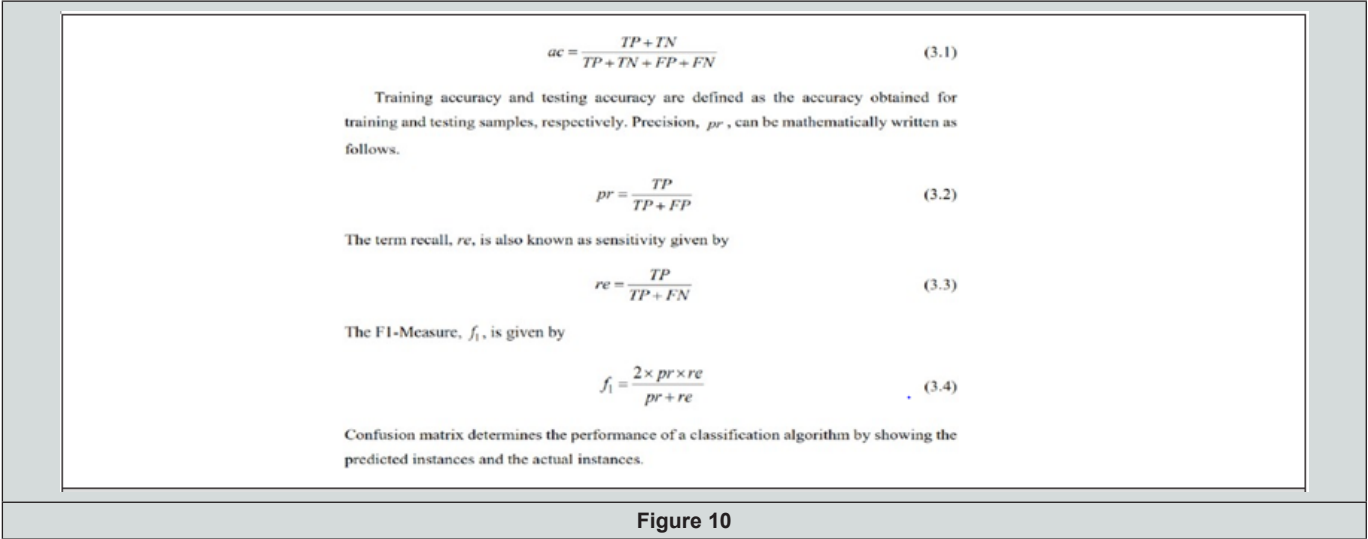 ac = \frac{TP+TN}{TP+TN+FP+FN} (3.1)
Training accuracy and testing accuracy are defined as the accuracy obtained for
training and testing samples, respectively. Precision, pr , can be mathematically written as
follows.
pr = \frac{TP}{TP+FP} (3.2)
The term recall, re, is also known as sensitivity given by
re = \frac{TP}{TP+FN} (3.3)
The F1-Measure, f₁ , is given by
f₁ = \frac{2 × pr × re}{pr + re} (3.4)
Confusion matrix determines the performance of a classification algorithm by showing the
predicted instances and the actual instances.
Figure 10